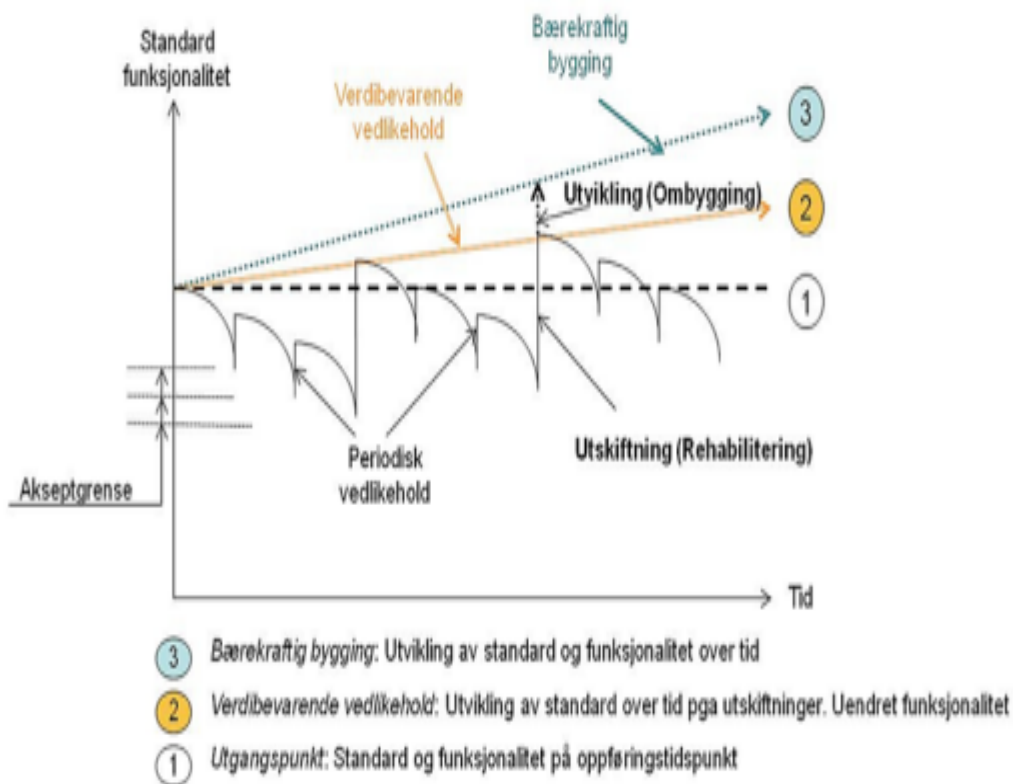 Standard
funksjonalitet
Bærekraftig
bygging
Verdibevarende
vedlikehold
3
Utvikling (Ombygging)
2
1
Periodisk
vedlikehold
Utskiftning (Rehabilitering)
Akseptgrense
Tid
3 Bærekraftig bygging: Utvikling av standard og funksjonalitet over tid
2 Verdibevarende vedlikehold: Utvikling av standard over tid pga utskiftninger. Uendret funksjonalitet
1 Utgangspunkt: Standard og funksjonalitet på oppføringstidspunkt